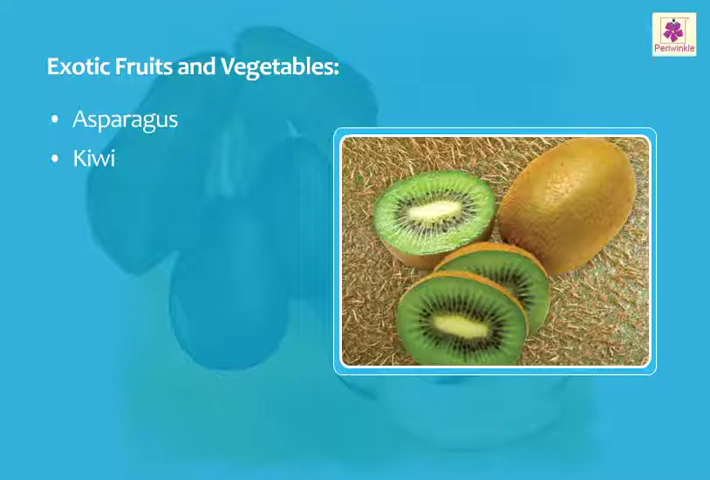 Periwinkle
Exotic Fruits and Vegetables:
• Asparagus
• Kiwi